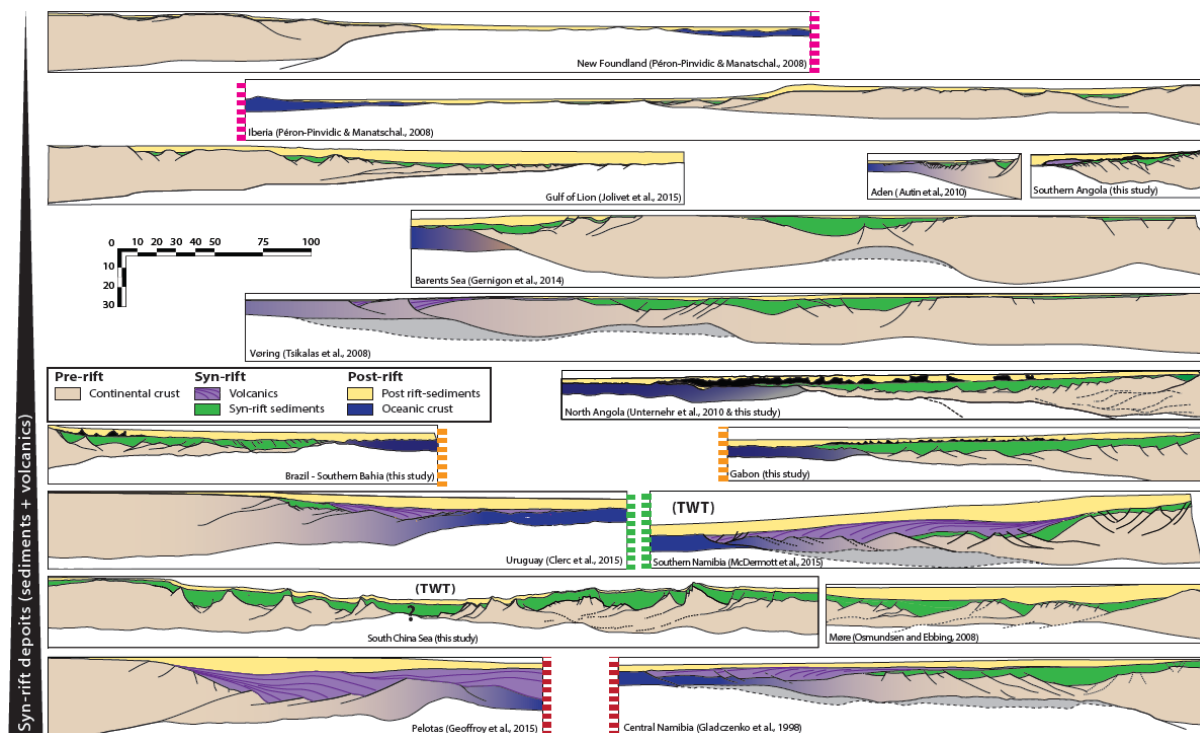 New Foundland (Péron-Pinvidic & Manatschal., 2008)
Iberia (Péron-Pinvidic & Manatschal., 2008)
Gulf of Lion (Jolivet et al., 2015)
Aden (Autin et al., 2010)
Southern Angola (this study)
0 10 20 30 40 50 75 100
10
20
30
Barents Sea (Gernigon et al., 2014)
Vøring (Tsikalas et al., 2008)
Pre-rift
Continental crust
Syn-rift
Volcanics
Syn-rift sediments
Post-rift
Post rift-sediments
Oceanic crust
North Angola (Unternehr et al., 2010 & this study)
Brazil - Southern Bahia (this study)
Gabon (this study)
Uruguay (Clerc et al., 2015)
(TWT)
Southern Namibia (McDermott et al., 2015)
(TWT)
?
South China Sea (this study)
Møre (Osmundsen and Ebbing, 2008)
Pelotas (Geoffroy et al., 2015)
Central Namibia (Gladczenko et al., 1998)
Syn-rift depoits (sediments + volcanics)